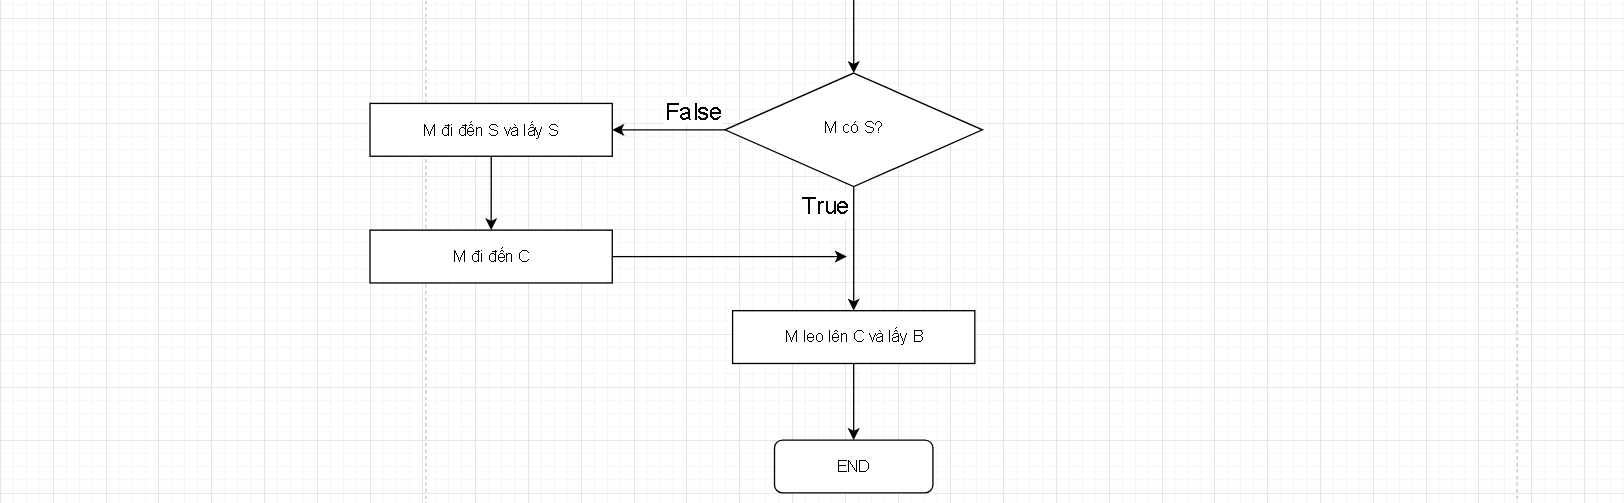 False
M có S?
M đi đến S và lấy S
True
M đi đến C
M leo lên C và lấy B
END